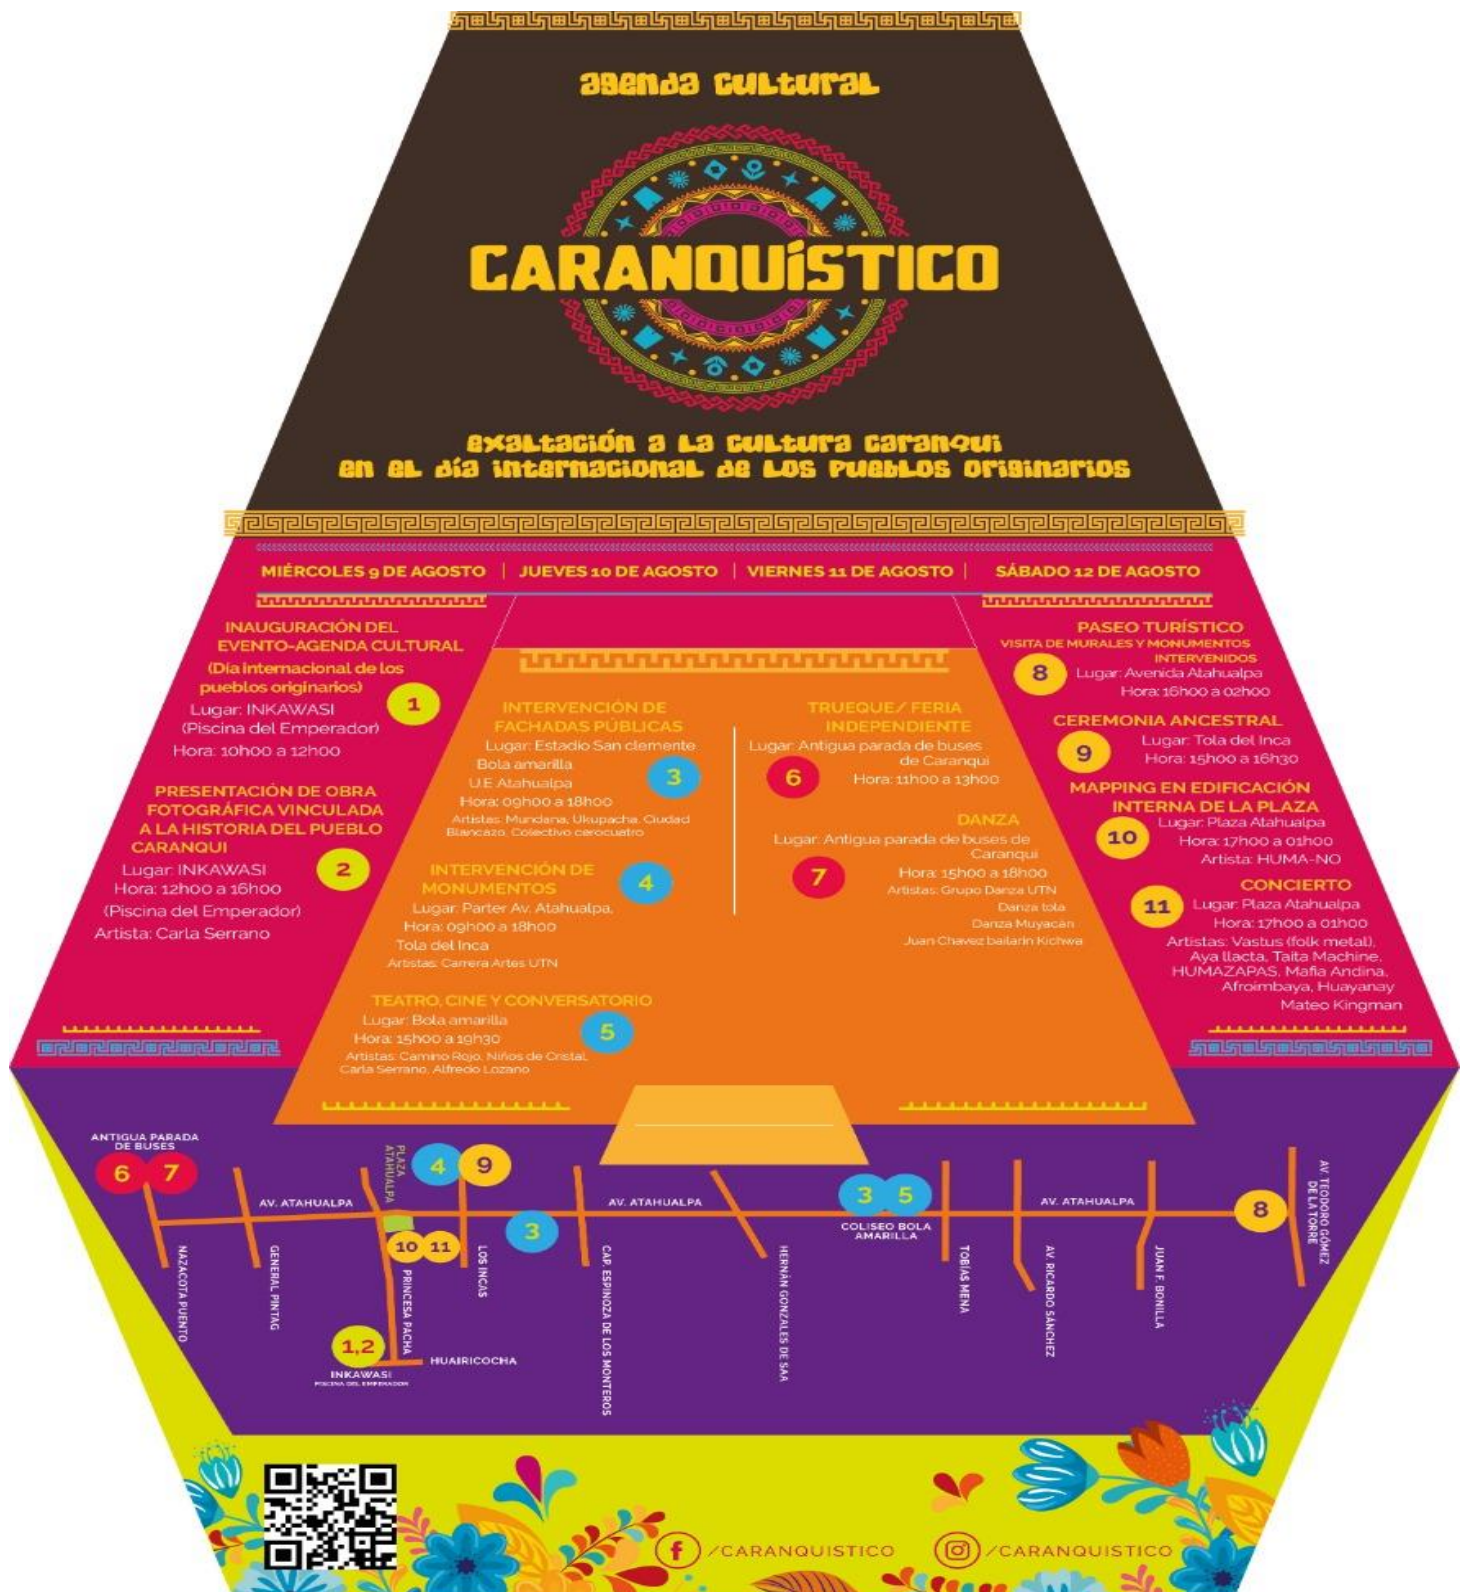 agenda cultural
CARANQUÍSTICO
exaltación a la cultura caranqui
en el día internacional de los pueblos originarios
MIÉRCOLES 9 DE AGOSTO | JUEVES 10 DE AGOSTO | VIERNES 11 DE AGOSTO | SÁBADO 12 DE AGOSTO
INAUGURACIÓN DEL
EVENTO-AGENDA CULTURAL
(Día internacional de los
pueblos originarios)
1
Lugar: INKAWASI
(Piscina del Emperador)
Hora: 10h00 a 12h00
PRESENTACIÓN DE OBRA
FOTOGRÁFICA VINCULADA
A LA HISTORIA DEL PUEBLO
CARANQUI
2
Lugar: INKAWASI
Hora: 12h00 a 16h00
(Piscina del Emperador)
Artista: Carla Serrano
INTERVENCIÓN DE
FACHADAS PÚBLICAS
Lugar: Estadio San clemente
Bola amarilla
3
U.E Atahualpa
Hora: 09h00 a 18h00
Artistas: Mundana, Ukupacha, Ciudad
Blancazo, Colectivo cerocuatro
INTERVENCIÓN DE
MONUMENTOS
4
Lugar: Parter Av. Atahualpa,
Hora: 09h00 a 18h00
Tola del Inca
Artistas: Carrera Artes UTN
TEATRO, CINE Y CONVERSATORIO
Lugar: Bola amarilla
5
Hora: 15h00 a 19h30
Artistas: Camino Rojo, Niños de Cristal,
Carla Serrano, Alfredo Lozano
TRUEQUE/ FERIA
INDEPENDIENTE
Lugar: Antigua parada de buses
de Caranqui
6
Hora: 11h00 a 13h00
DANZA
Lugar: Antigua parada de buses de
Caranqui
7
Hora: 15h00 a 18h00
Artistas: Grupo Danza UTN
Danza tola
Danza Muyacan
Juan Chavez bailarin Kichwa
PASEO TURÍSTICO
VISITA DE MURALES Y MONUMENTOS
INTERVENIDOS
8
Lugar: Avenida Atahualpa
Hora: 16h00 a 02h00
CEREMONIA ANCESTRAL
9
Lugar: Tola del Inca
Hora: 15h00 a 16h30
MAPPING EN EDIFICACIÓN
INTERNA DE LA PLAZA
10
Lugar: Plaza Atahualpa
Hora: 17h00 a 01h00
Artista: HUMA-NO
CONCIERTO
11
Lugar: Plaza Atahualpa
Hora: 17h00 a 01h00
Artistas: Vastus (folk metal),
Aya llacta, Taita Machine,
HUMAZAPAS, Mafia Andina,
Afroimbaya, Huayanay
Mateo Kingman
ANTIGUA PARADA
DE BUSES
6 7
PLAZA
ATAHUALPA
4 9
3 5
8
AV. ATAHUALPA
AV. ATAHUALPA
AV. ATAHUALPA
COLISEO BOLA
AMARILLA
3
10 11
NAZACOTA PUENTO
GENERAL PINTAG
PRINCESA PACHA
LOS INCAS
CAP. ESPINOZA DE LOS MONTEROS
HERNÁN GONZALES DE SAA
TOBÍAS MENA
AV. RICARDO SÁNCHEZ
JUAN F. BONILLA
AV. TEODORO GÓMEZ
DE LA TORRE
1,2
HUAIRICOCHA
INKAWASI
PISCINA DEL EMPERADOR
f /CARANQUISTICO
/CARANQUISTICO